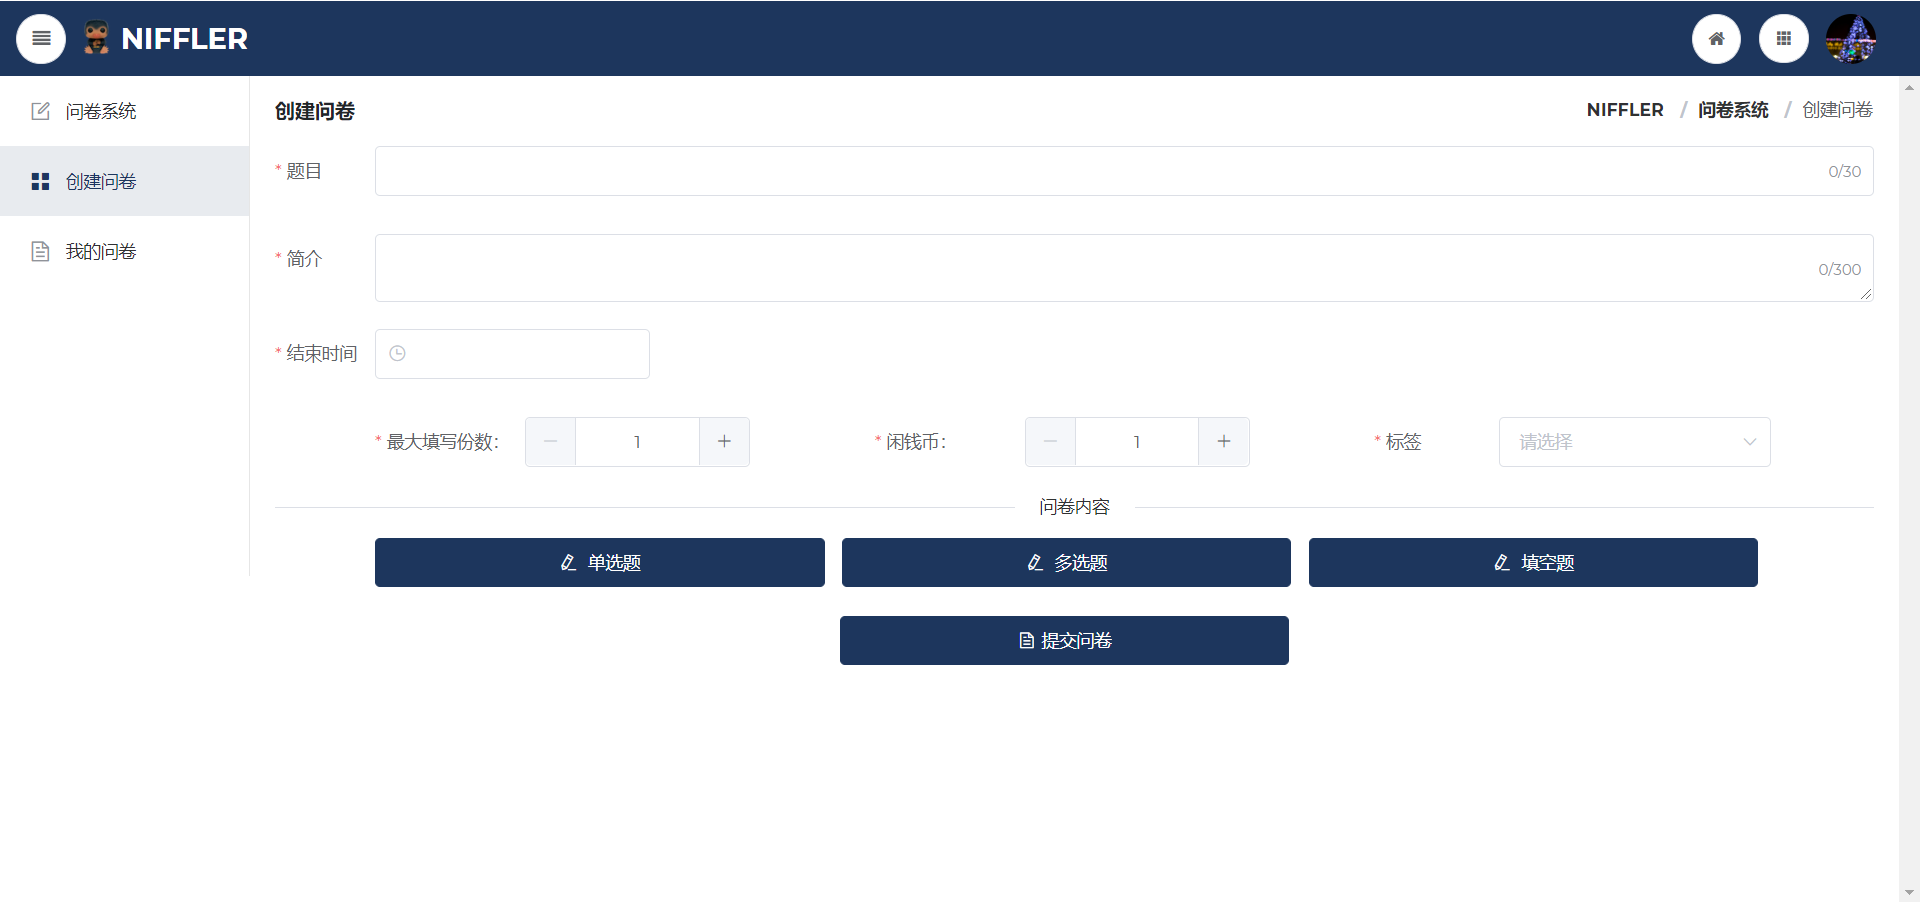 NIFFLER
问卷系统
创建问卷
我的问卷
创建问卷
NIFFLER / 问卷系统 / 创建问卷
* 题目 0/30
* 简介 0/300
* 结束时间
* 最大填写份数: 1 * 闲钱币: 1 * 标签 请选择
问卷内容
单选题 多选题 填空题
提交问卷